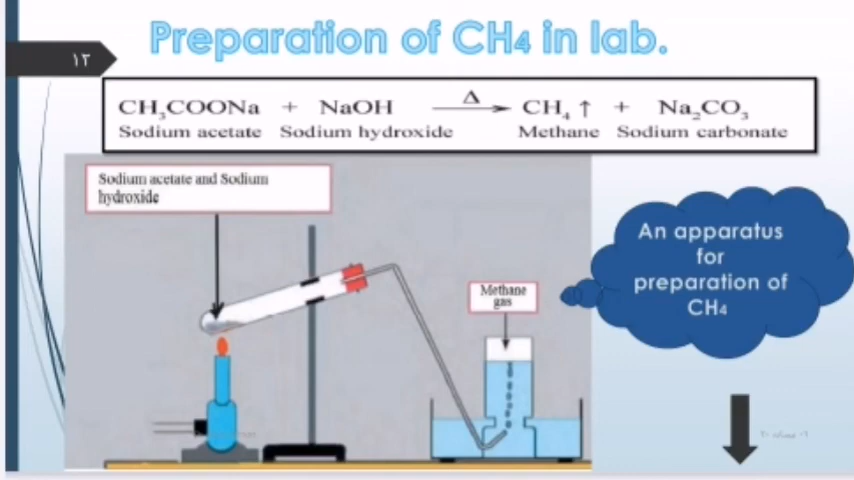 Preparation of CH₄ in lab.
١٢
CH₃COONa + NaOH Δ→ CH₄ ↑ + Na₂CO₃
Sodium acetate Sodium hydroxide Methane Sodium carbonate
Sodium acetate and Sodium
hydroxide
Methane
gas
An apparatus
for
preparation of
CH₄